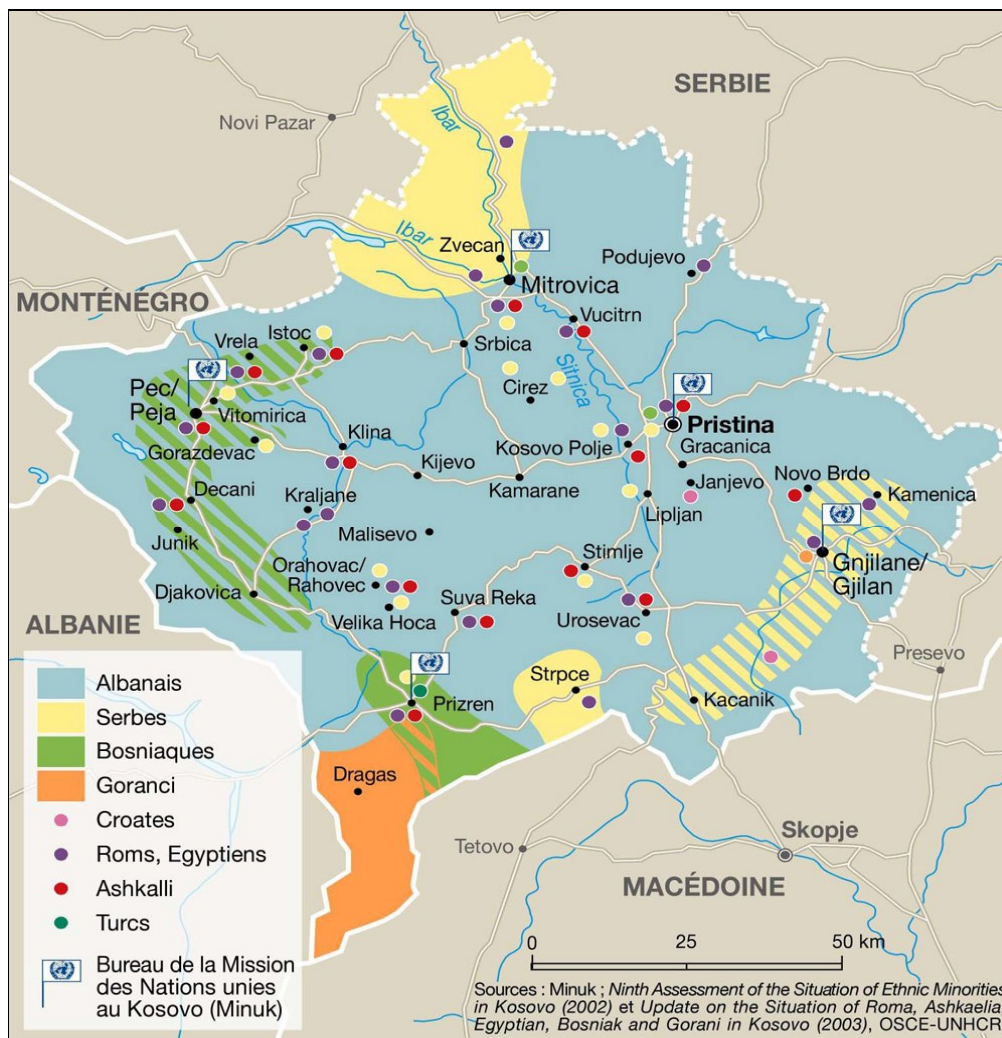 SERBIE
Novi Pazar
Ibar
Ibar
Zvecan
Podujevo
Mitrovica
MONTÉNÉGRO
Vucitrn
Istoc
Vrela
Srbica
Pec/
Peja
Cirez
Sitnica
Vitomirica
Pristina
Klina
Kosovo Polje
Gracanica
Gorazdevac
Kijevo
Novo Brdo
Decani
Kamarane
Janjevo
Kamenica
Kraljane
Lipljan
Junik
Malisevo
Stimlje
Gnjilane/
Gjilan
Orahovac/
Rahovec
Djakovica
Suva Reka
Velika Hoca
Urosevac
ALBANIE
Presevo
Strpce
Prizren
Kacanik
Dragas
Skopje
Tetovo
MACÉDOINE
Albanais
Serbes
Bosniaques
Goranci
Croates
Roms, Egyptiens
Ashkalli
Turcs
Bureau de la Mission
des Nations unies
au Kosovo (Minuk)
0 25 50 km
Sources : Minuk ; Ninth Assessment of the Situation of Ethnic Minorities
in Kosovo (2002) et Update on the Situation of Roma, Ashkaelia,
Egyptian, Bosniak and Gorani in Kosovo (2003), OSCE-UNHCR